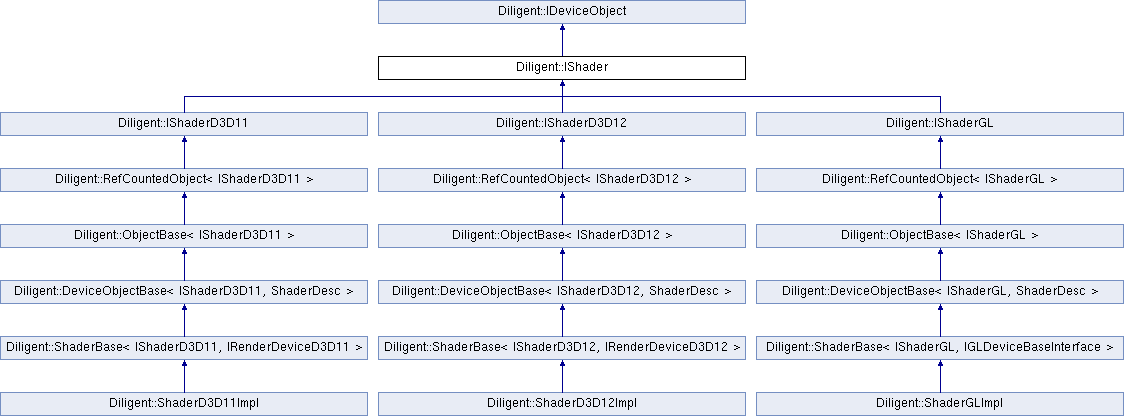 Diligent::IDeviceObject
Diligent::IShader
Diligent::IShaderD3D11
Diligent::IShaderD3D12
Diligent::IShaderGL
Diligent::RefCountedObject< IShaderD3D11 >
Diligent::RefCountedObject< IShaderD3D12 >
Diligent::RefCountedObject< IShaderGL >
Diligent::ObjectBase< IShaderD3D11 >
Diligent::ObjectBase< IShaderD3D12 >
Diligent::ObjectBase< IShaderGL >
Diligent::DeviceObjectBase< IShaderD3D11, ShaderDesc >
Diligent::DeviceObjectBase< IShaderD3D12, ShaderDesc >
Diligent::DeviceObjectBase< IShaderGL, ShaderDesc >
Diligent::ShaderBase< IShaderD3D11, IRenderDeviceD3D11 >
Diligent::ShaderBase< IShaderD3D12, IRenderDeviceD3D12 >
Diligent::ShaderBase< IShaderGL, IGLDeviceBaseInterface >
Diligent::ShaderD3D11Impl
Diligent::ShaderD3D12Impl
Diligent::ShaderGLImpl